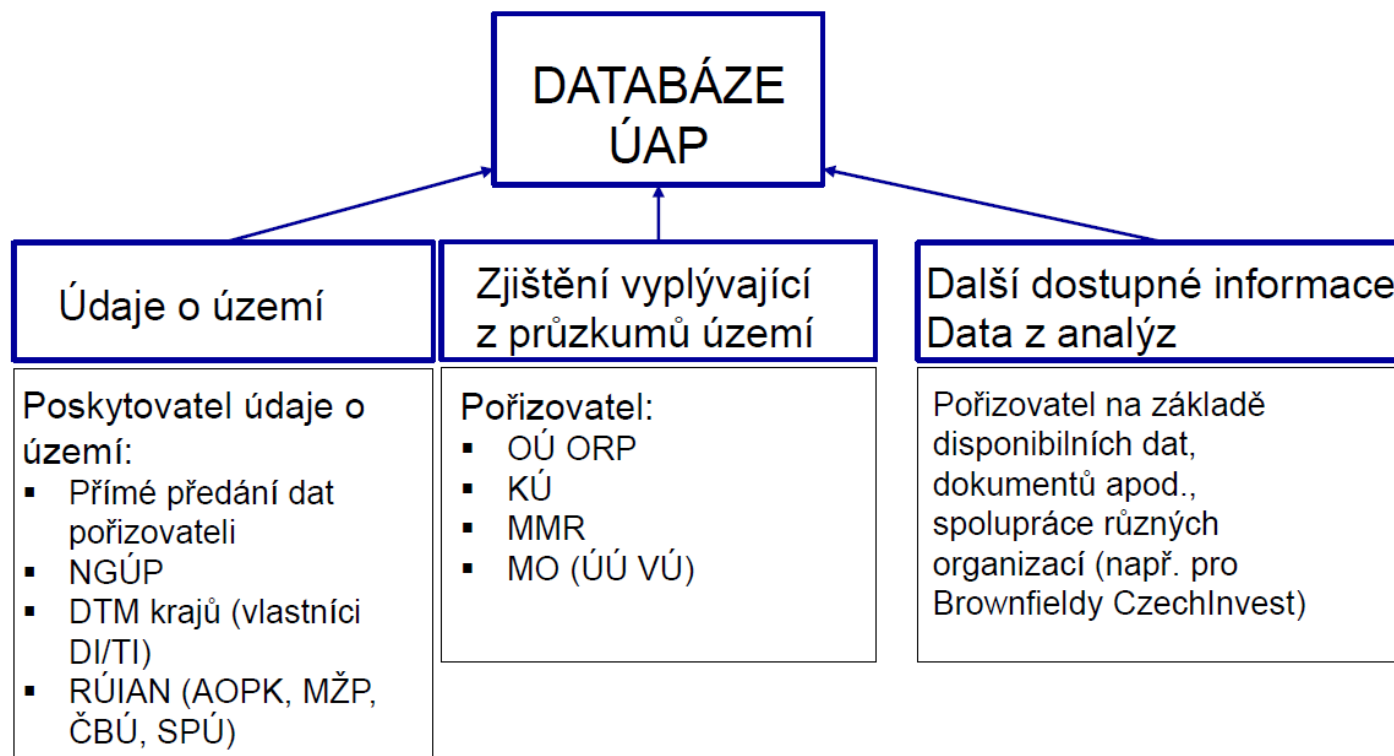 DATABÁZE
ÚAP
Údaje o území
Zjištění vyplývající
z průzkumů území
Další dostupné informace
Data z analýz
Poskytovatel údaje o
území:
▪ Přímé předání dat
pořizovateli
▪ NGÚP
▪ DTM krajů (vlastníci
DI/TI)
▪ RÚIAN (AOPK, MŽP,
ČBÚ, SPÚ)
Pořizovatel:
▪ OÚ ORP
▪ KÚ
▪ MMR
▪ MO (ÚÚ VÚ)
Pořizovatel na základě
disponibilních dat,
dokumentů apod.,
spolupráce různých
organizací (např. pro
Brownfieldy CzechInvest)